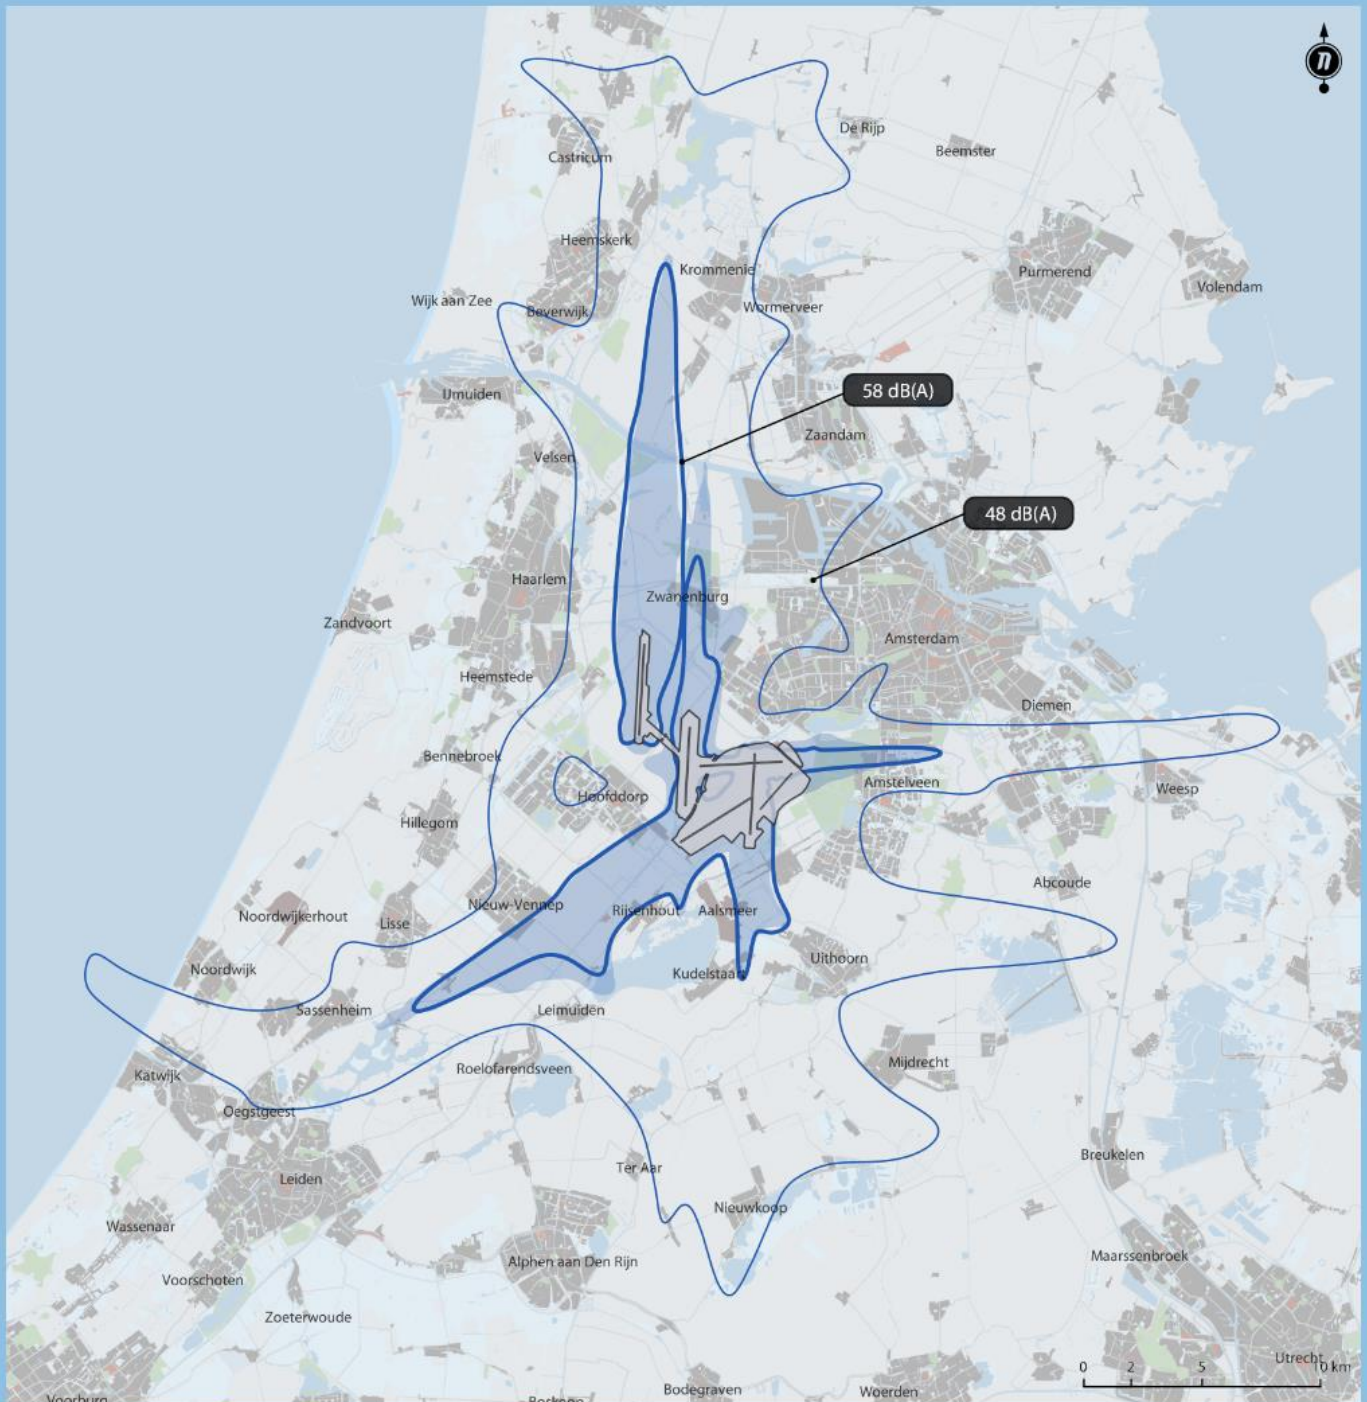 n
De Rijp
Beemster
Castricum
Heemskerk
Krommenie
Purmerend
Volendam
Wijk aan Zee
Beverwijk
Wormerveer
58 dB(A)
IJmuiden
Zaandam
Velsen
48 dB(A)
Haarlem
Zwanenburg
Zandvoort
Amsterdam
Heemstede
Diemen
Bennebroek
Amstelveen
Weesp
Hoofddorp
Hillegom
Abcoude
Nieuw-Vennep
Rijsenhout
Aalsmeer
Noordwijkerhout
Lisse
Uithoorn
Noordwijk
Kudelstaart
Sassenheim
Leimuiden
Mijdrecht
Roelofarendsveen
Katwijk
Oegstgeest
Breukelen
Ter Aar
Leiden
Nieuwkoop
Wassenaar
Maarssenbroek
Alphen aan Den Rijn
Voorschoten
Zoeterwoude
Utrecht
0 2 5 10 km
Bodegraven
Woerden
Voorburg
Boskoop